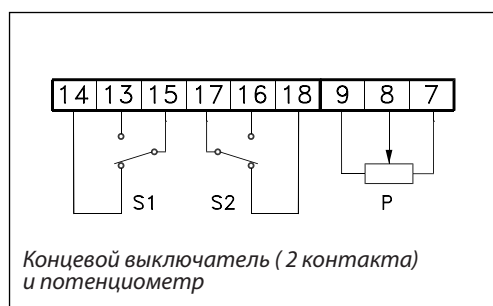 14 13 15 17 16 18 9 8 7
S1 S2 P
Концевой выключатель ( 2 контакта)
и потенциометр